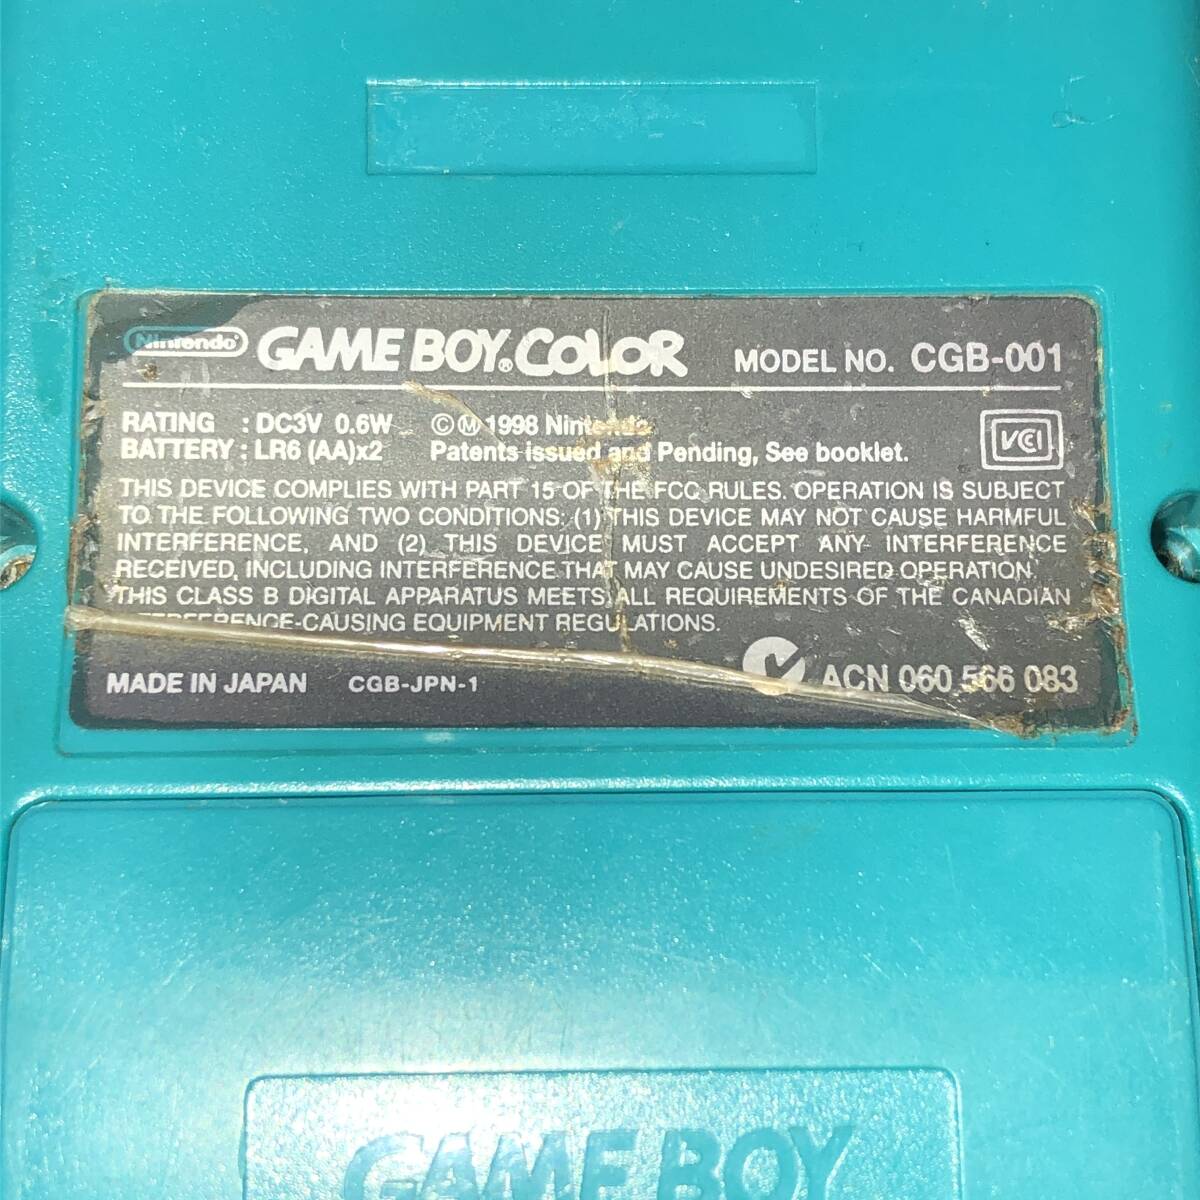 Nintendo® GAME BOY® COLOR MODEL NO. CGB-001
RATING : DC3V 0.6W ©Ⓜ 1998 Nintendo
BATTERY : LR6 (AA)x2 Patents issued and Pending, See booklet.
VCI
THIS DEVICE COMPLIES WITH PART 15 OF THE FCC RULES. OPERATION IS SUBJECT
TO THE FOLLOWING TWO CONDITIONS: (1) THIS DEVICE MAY NOT CAUSE HARMFUL
INTERFERENCE, AND (2) THIS DEVICE MUST ACCEPT ANY INTERFERENCE
RECEIVED, INCLUDING INTERFERENCE THAT MAY CAUSE UNDESIRED OPERATION.
THIS CLASS B DIGITAL APPARATUS MEETS ALL REQUIREMENTS OF THE CANADIAN
INTERFERENCE-CAUSING EQUIPMENT REGULATIONS.
MADE IN JAPAN CGB-JPN-1 ACN 060 566 083
GAME BOY